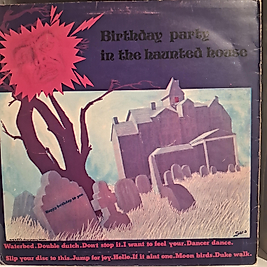 Birthday party
in the haunted house
Happy birthday to you
Waterbed. Double dutch. Don't stop it. I want to feel your. Dancer dance.
Slip your disc to this. Jump for joy. Hello. If it aint one. Moon birds. Duke walk.